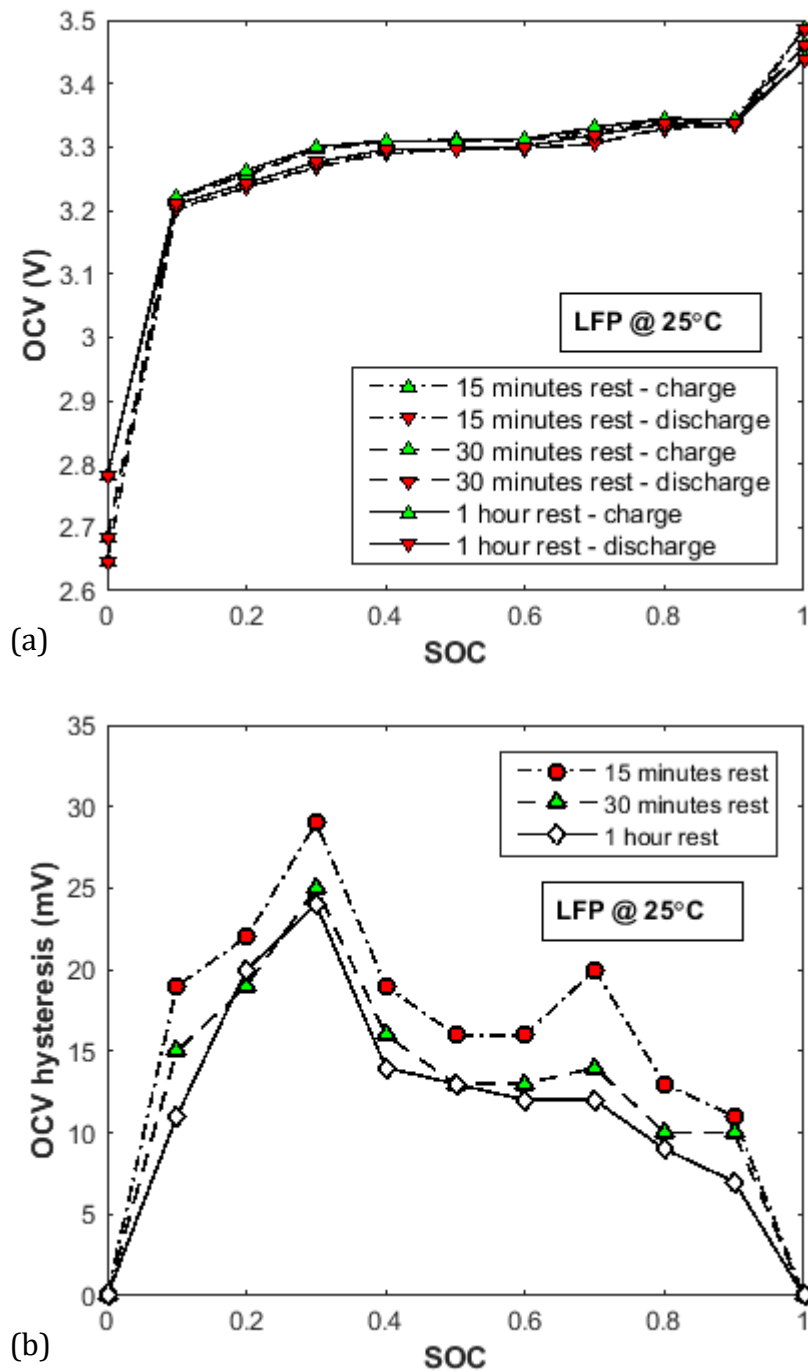 3.5
3.4
3.3
3.2
3.1
3
2.9
2.8
2.7
2.6
OCV (V)
LFP @ 25°C
15 minutes rest - charge
15 minutes rest - discharge
30 minutes rest - charge
30 minutes rest - discharge
1 hour rest - charge
1 hour rest - discharge
0 0.2 0.4 0.6 0.8 1
SOC
(a)
35
30
25
20
15
10
5
0
OCV hysteresis (mV)
15 minutes rest
30 minutes rest
1 hour rest
LFP @ 25°C
0 0.2 0.4 0.6 0.8 1
SOC
(b)